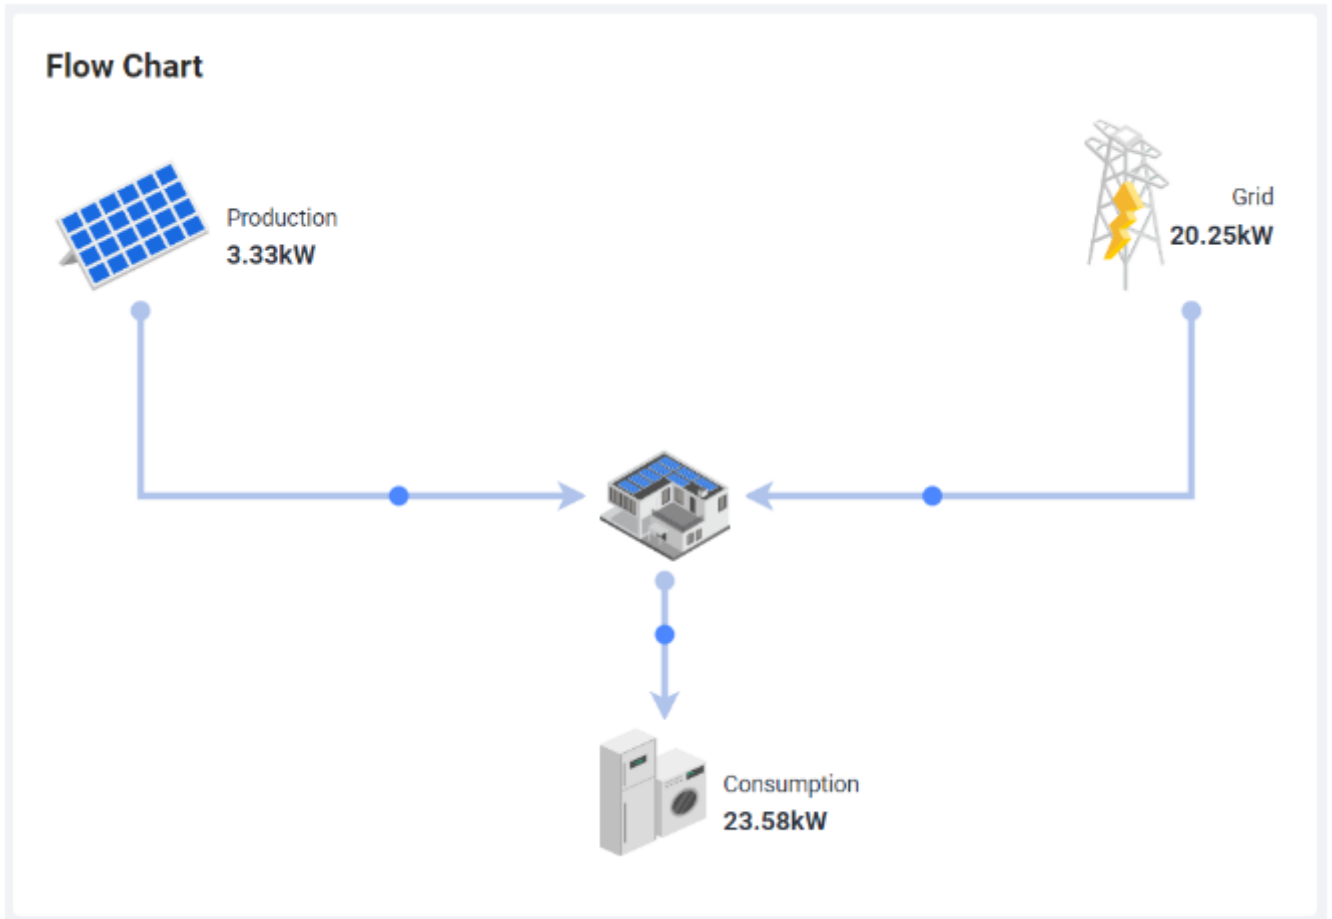 Flow Chart
Production
3.33kW
Grid
20.25kW
Consumption
23.58kW